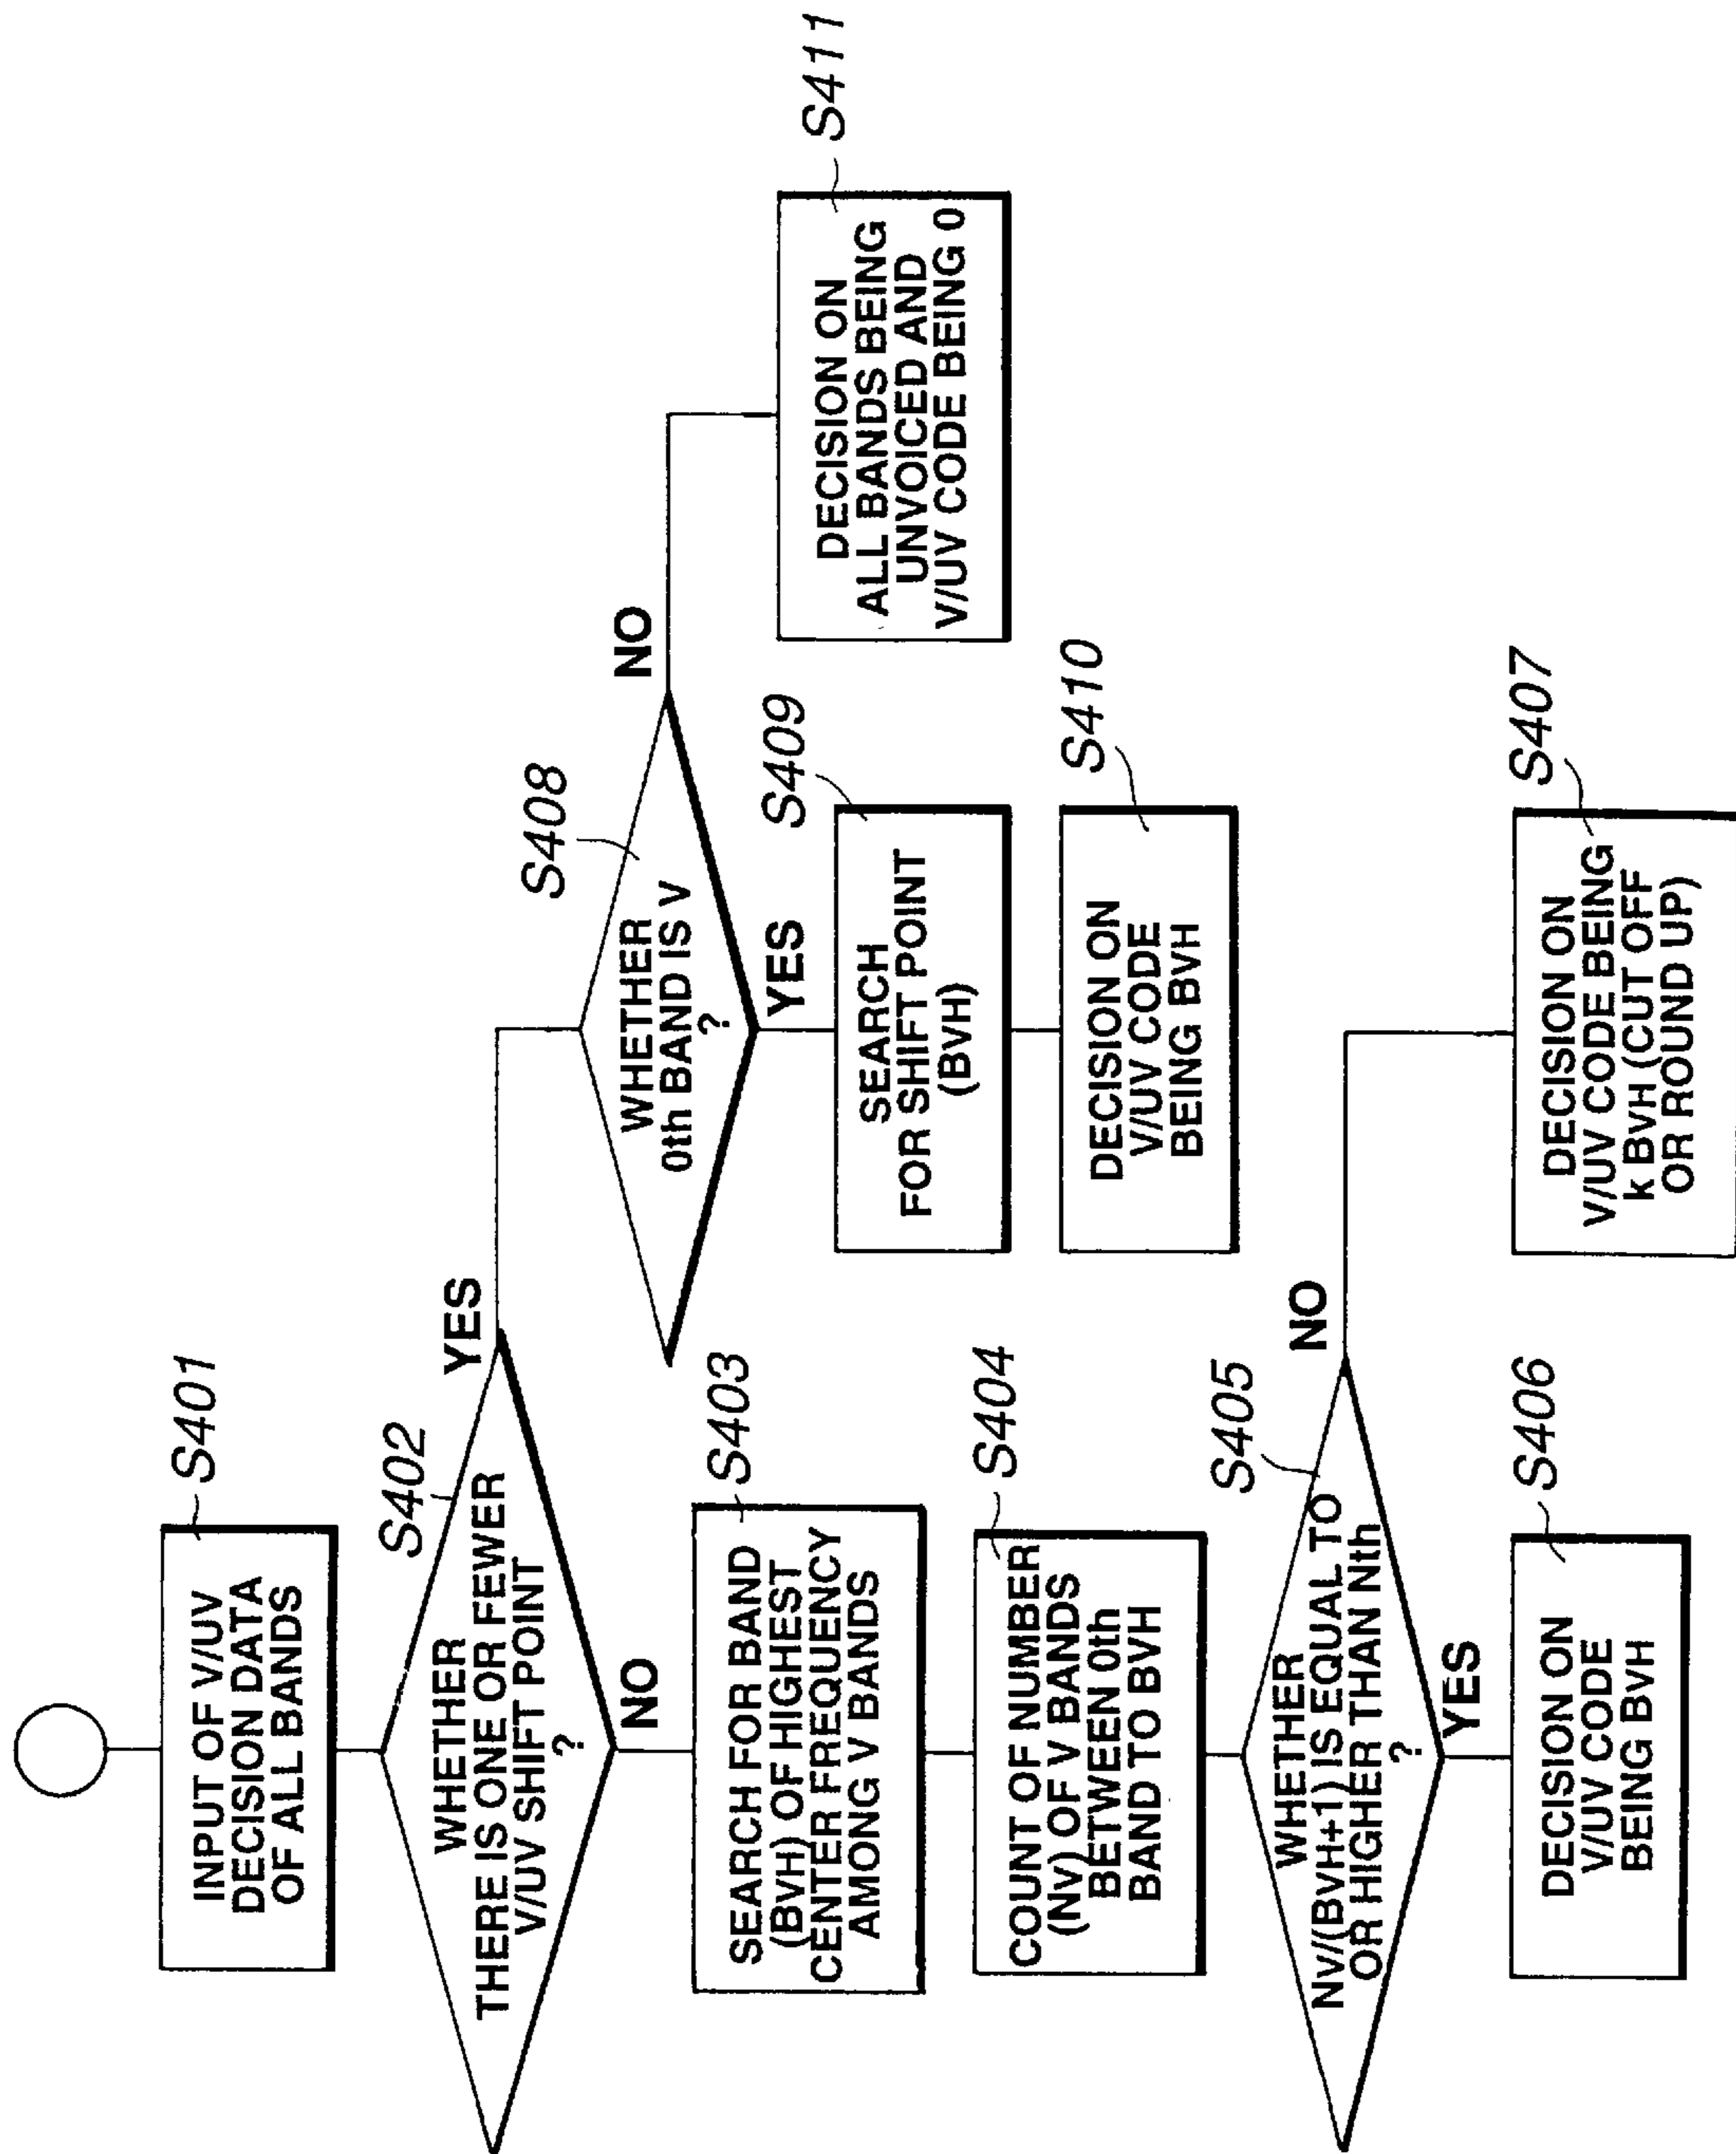 S401
INPUT OF V/UV
DECISION DATA
OF ALL BANDS
S402
WHETHER
THERE IS ONE OR FEWER
V/UV SHIFT POINT
?
YES
NO
S403
SEARCH FOR BAND
(BVH) OF HIGHEST
CENTER FREQUENCY
AMONG V BANDS
S404
COUNT OF NUMBER
(NV) OF V BANDS
BETWEEN 0th
BAND TO BVH
S405
WHETHER
NV/(BVH+1) IS EQUAL TO
OR HIGHER THAN Nth
?
NO
YES
S406
DECISION ON
V/UV CODE
BEING BVH
S407
DECISION ON
V/UV CODE BEING
k BVH (CUT OFF
OR ROUND UP)
S408
WHETHER
0th BAND IS V
?
NO
YES
S409
SEARCH
FOR SHIFT POINT
(BVH)
S410
DECISION ON
V/UV CODE
BEING BVH
S411
DECISION ON
ALL BANDS BEING
UNVOICED AND
V/UV CODE BEING 0